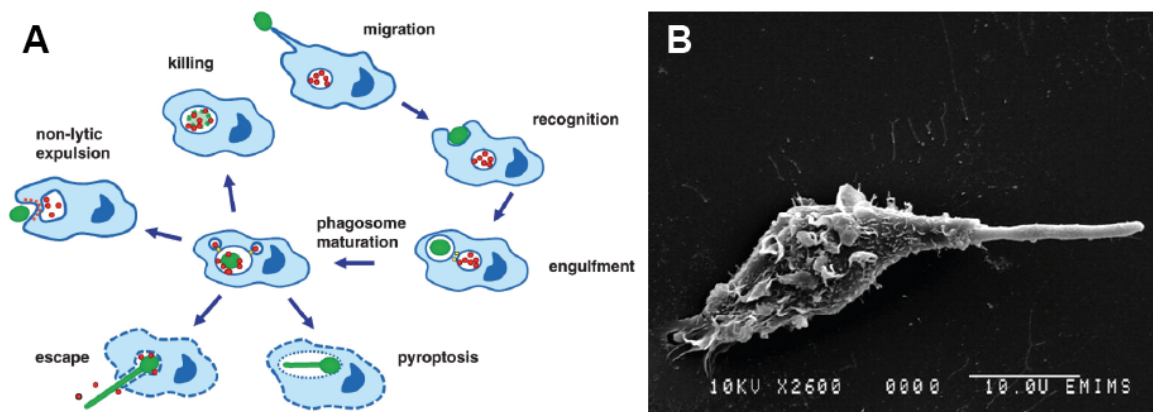 A
migration
killing
non-lytic
expulsion
recognition
phagosome
maturation
engulfment
escape
pyroptosis
B
10KV X2600 0000 10.0U EMIMS